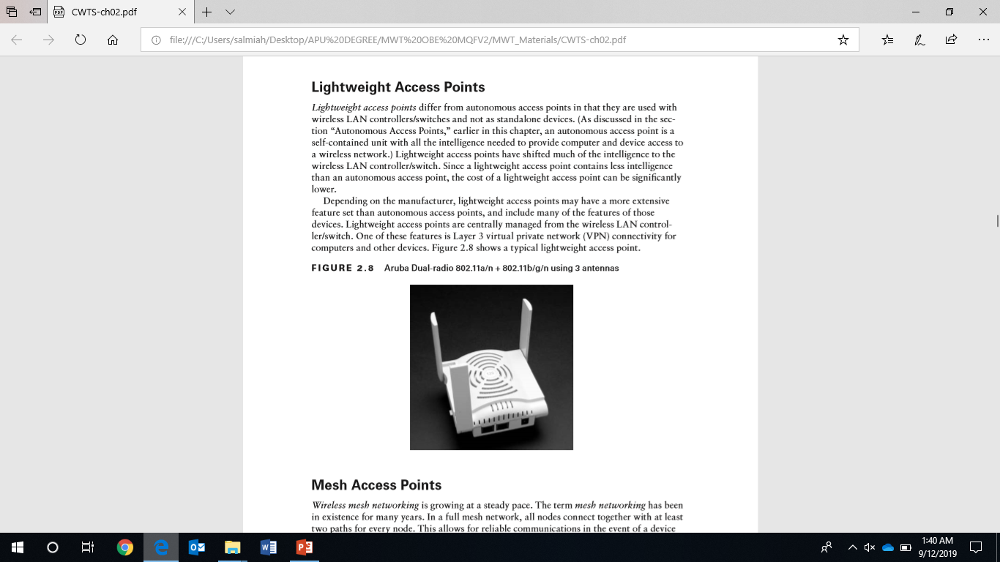 CWTS-ch02.pdf
file:///C:/Users/salmiah/Desktop/APU%20DEGREE/MWT%20OBE%20MQFV2/MWT_Materials/CWTS-ch02.pdf
Lightweight Access Points
Lightweight access points differ from autonomous access points in that they are used with
wireless LAN controllers/switches and not as standalone devices. (As discussed in the sec-
tion “Autonomous Access Points,” earlier in this chapter, an autonomous access point is a
self-contained unit with all the intelligence needed to provide computer and device access to
a wireless network.) Lightweight access points have shifted much of the intelligence to the
wireless LAN controller/switch. Since a lightweight access point contains less intelligence
than an autonomous access point, the cost of a lightweight access point can be significantly
lower.
Depending on the manufacturer, lightweight access points may have a more extensive
feature set than autonomous access points, and include many of the features of those
devices. Lightweight access points are centrally managed from the wireless LAN control-
ler/switch. One of these features is Layer 3 virtual private network (VPN) connectivity for
computers and other devices. Figure 2.8 shows a typical lightweight access point.
FIGURE 2.8 Aruba Dual-radio 802.11a/n + 802.11b/g/n using 3 antennas
Mesh Access Points
Wireless mesh networking is growing at a steady pace. The term mesh networking has been
in existence for many years. In a full mesh network, all nodes connect together with at least
two paths for every node. This allows for reliable communications in the event of a device
1:40 AM
9/12/2019